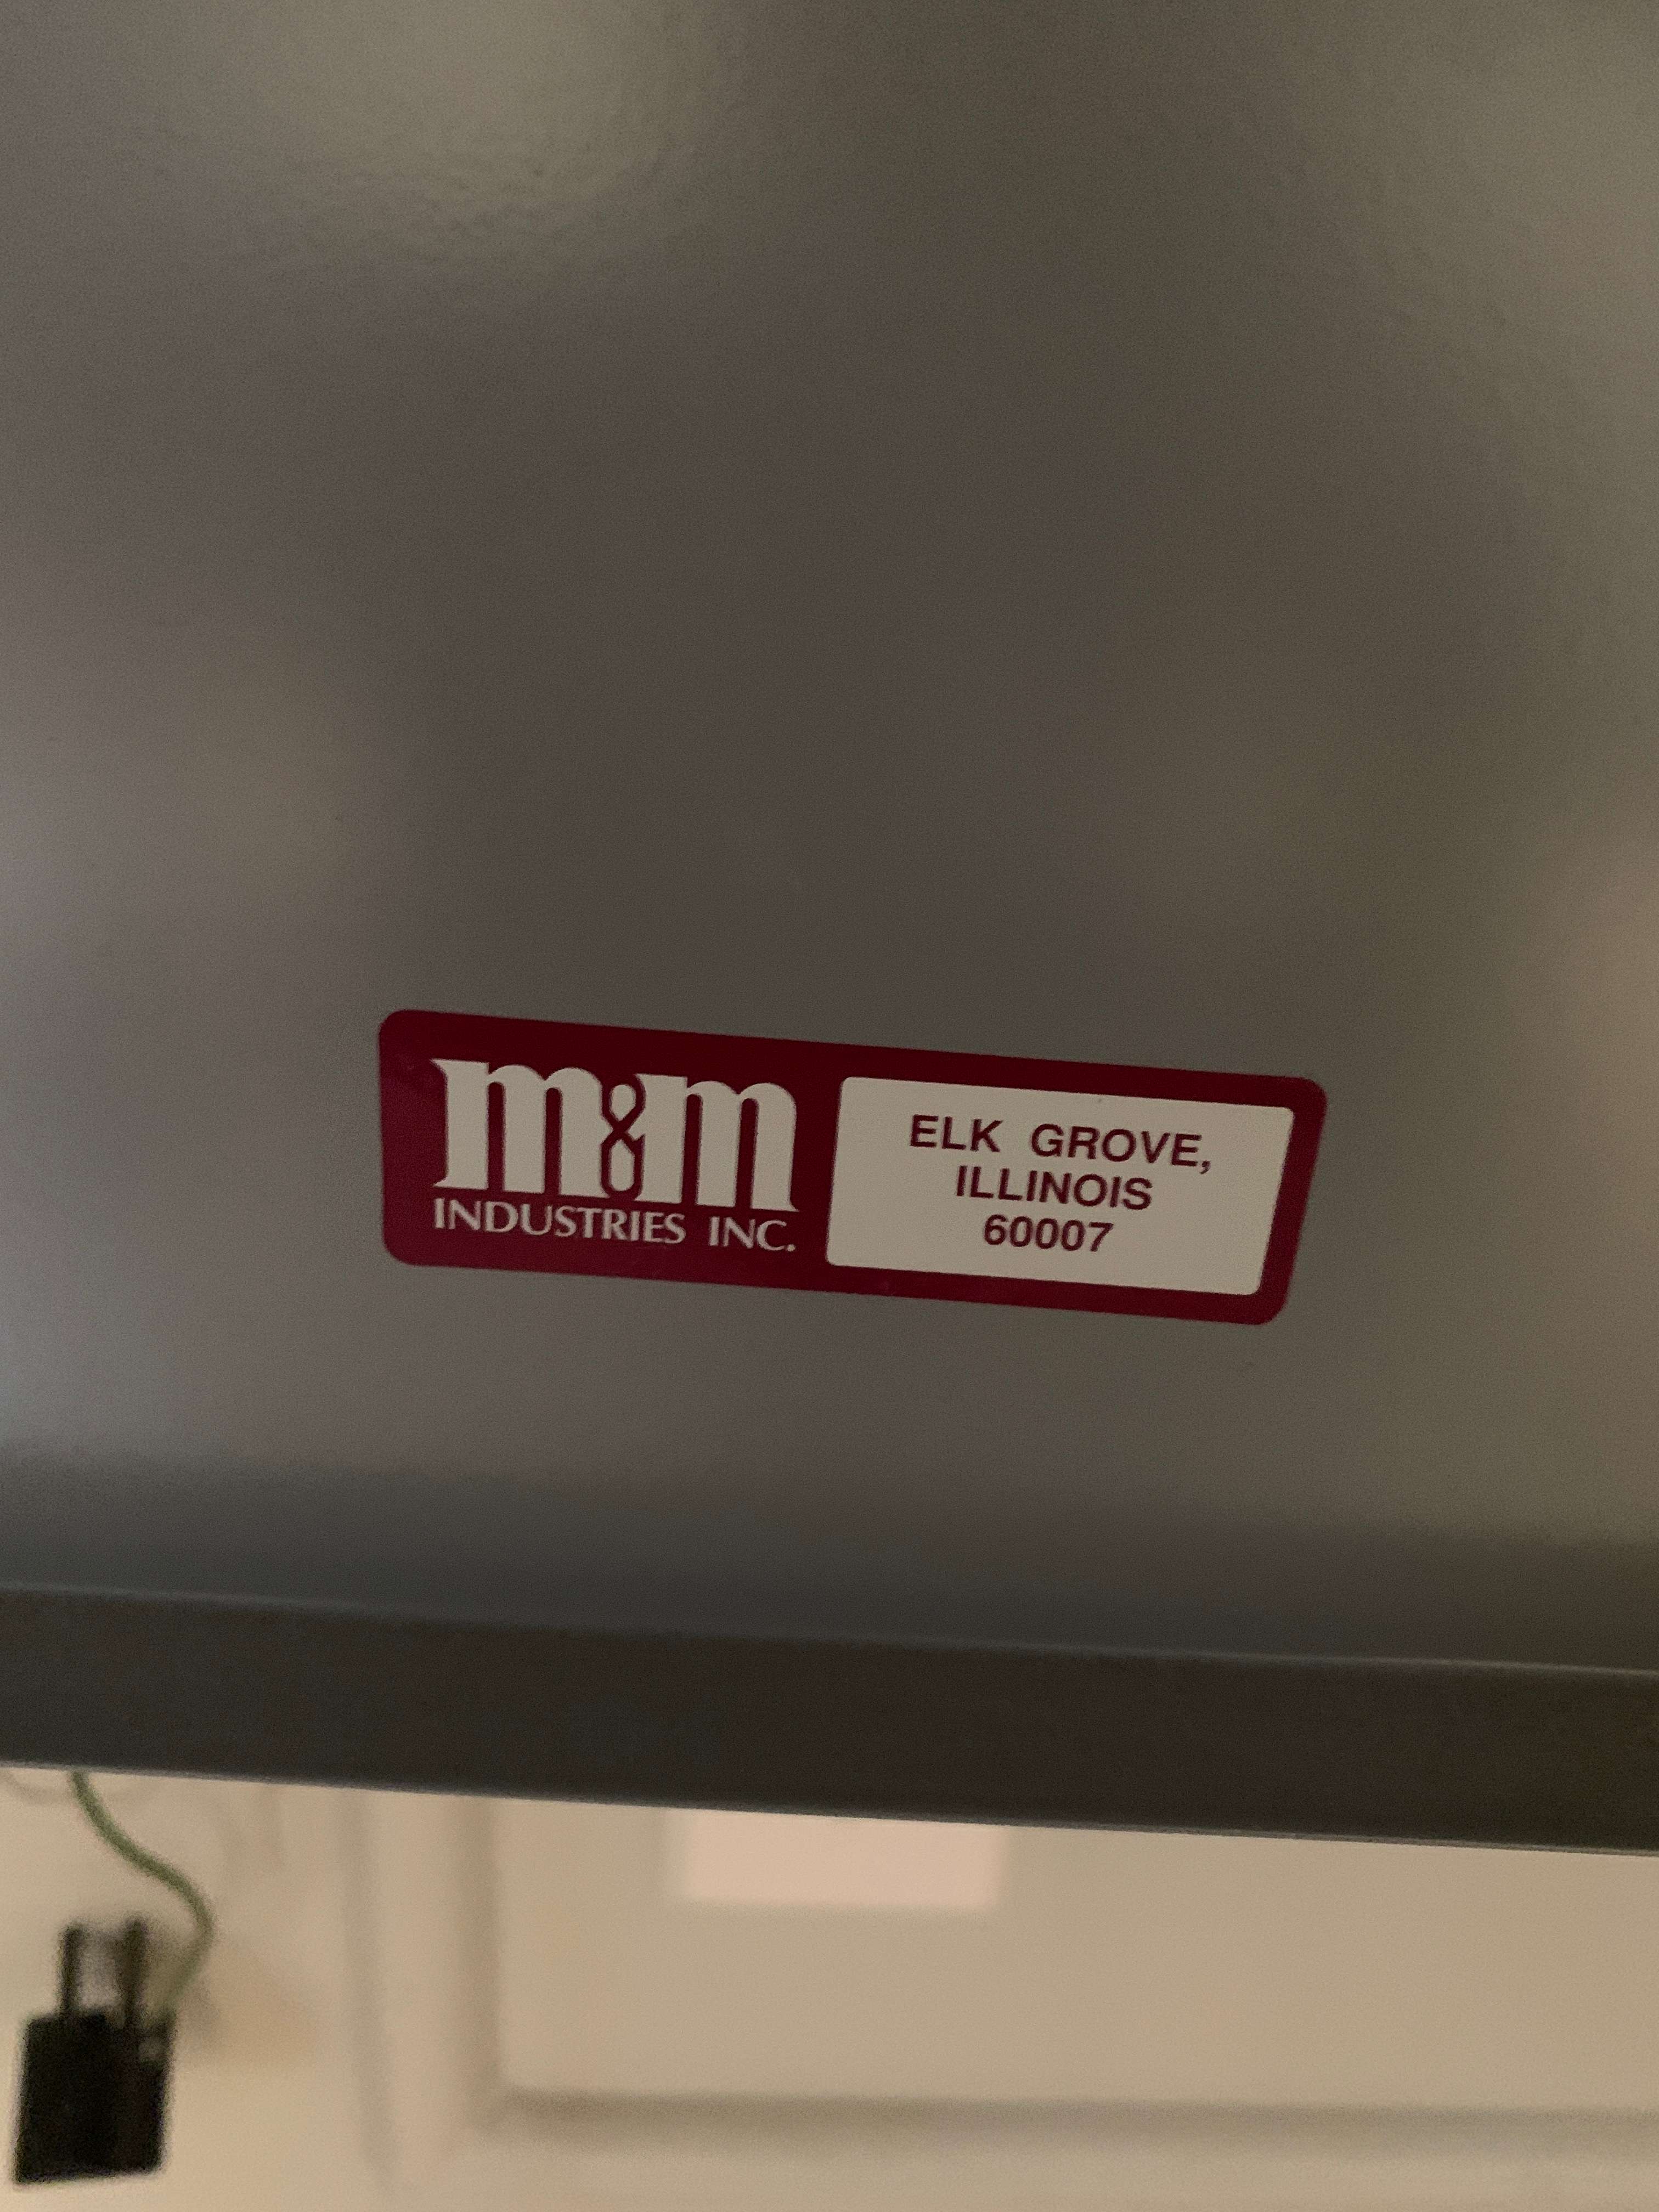 m&m
INDUSTRIES INC.
ELK GROVE,
ILLINOIS
60007